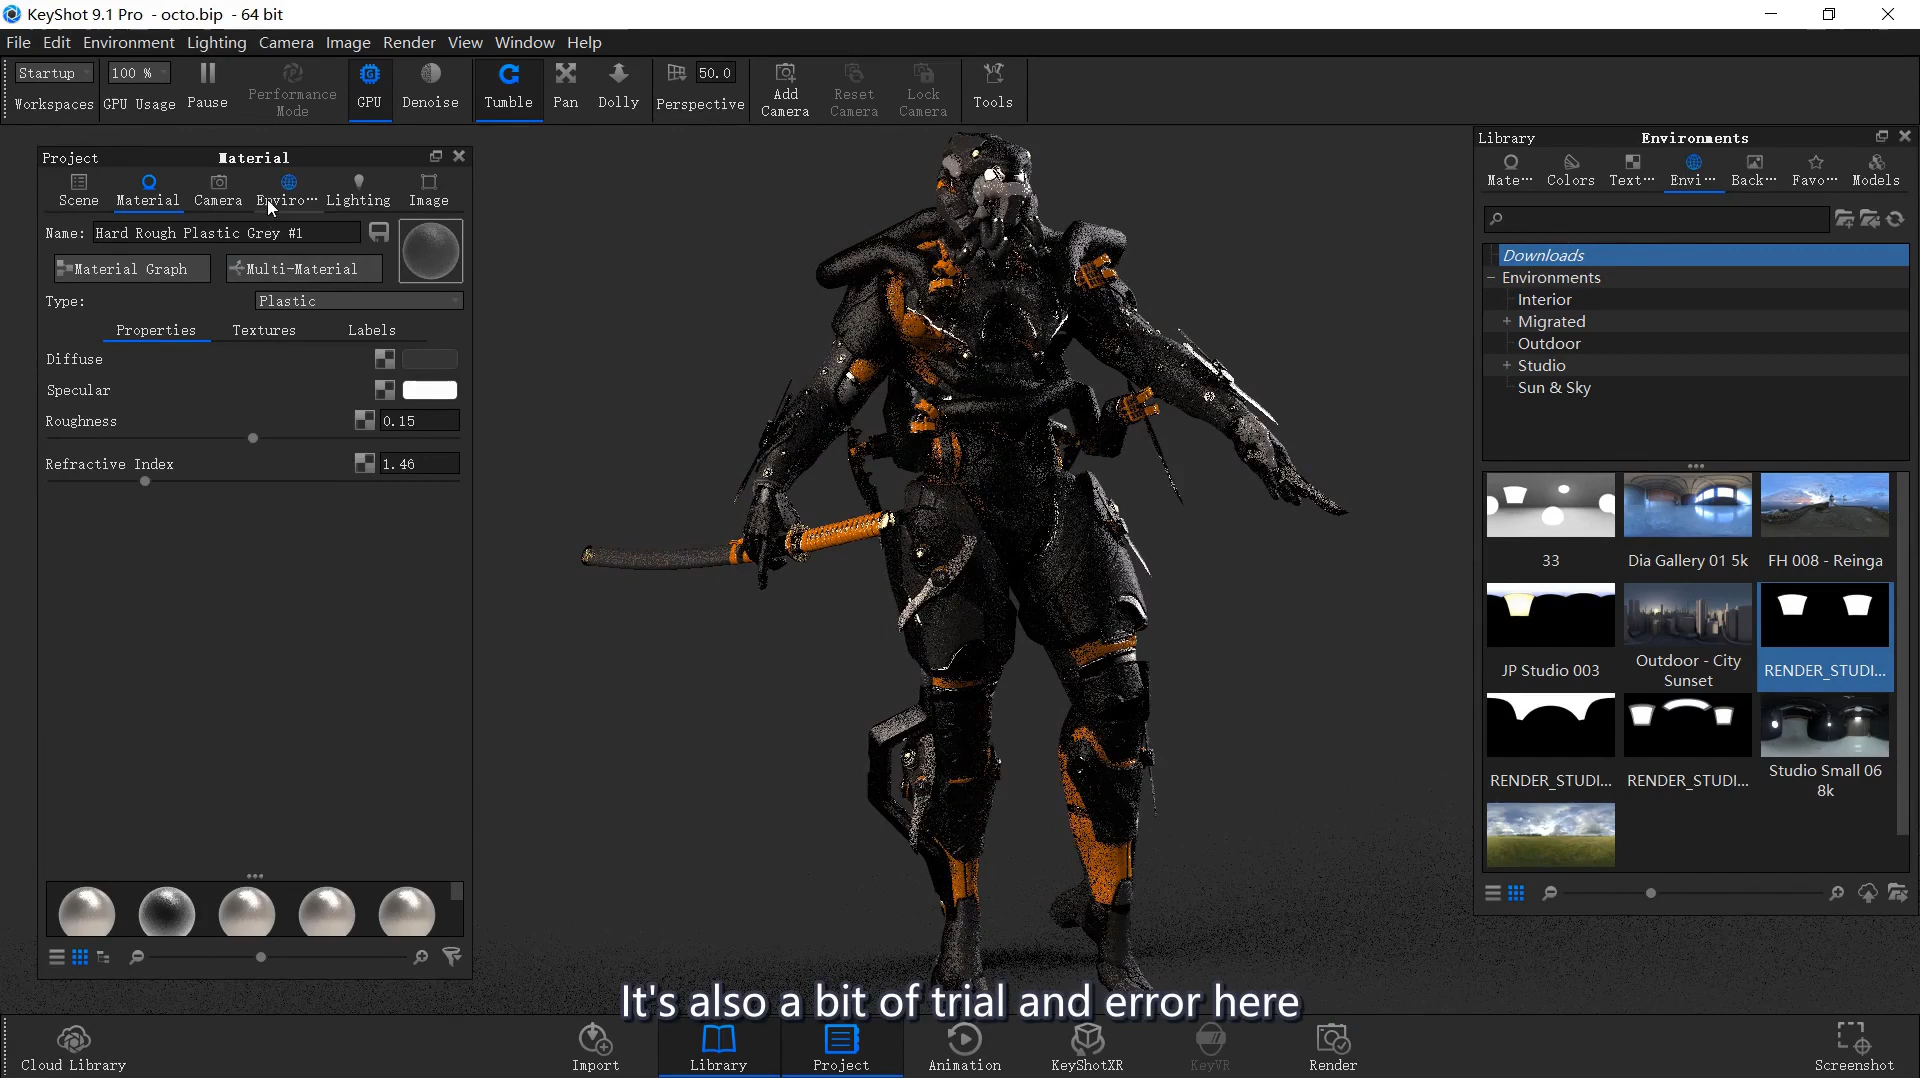 KeyShot 9.1 Pro - octo.bip - 64 bit
File Edit Environment Lighting Camera Image Render View Window Help
Startup 100 % 50.0
Workspaces GPU Usage Pause Performance Mode GPU Denoise Tumble Pan Dolly Perspective Add Camera Reset Camera Lock Camera Tools
Project Material
Scene Material Camera Enviro··· Lighting Image
Name: Hard Rough Plastic Grey #1
Material Graph Multi-Material
Type: Plastic
Properties Textures Labels
Diffuse
Specular
Roughness 0.15
Refractive Index 1.46
Library Environments
Mate··· Colors Text··· Envi··· Back··· Favo··· Models
Downloads
Environments
Interior
Migrated
Outdoor
Studio
Sun & Sky
33 Dia Gallery 01 5k FH 008 - Reinga
JP Studio 003 Outdoor - City Sunset RENDER_STUDI...
RENDER_STUDI... RENDER_STUDI... Studio Small 06 8k
It's also a bit of trial and error here
Cloud Library Import Library Project Animation KeyShotXR KeyVR Render Screenshot